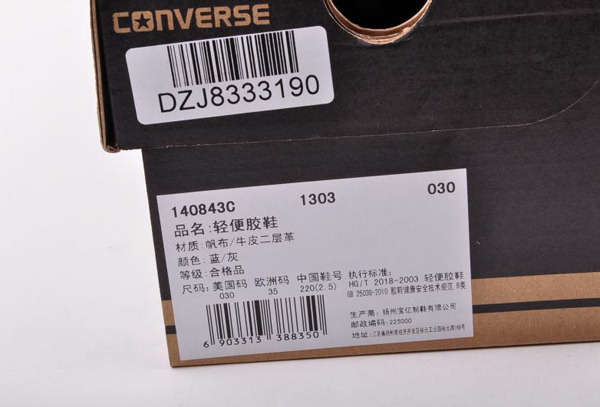 CONVERSE
DZJ8333190
140843C 1303 030
品名:轻便胶鞋
材质:帆布/牛皮二层革
颜色:蓝/灰
等级:合格品
尺码:美国码 欧洲码 中国鞋号
030 35 220(2.5)
执行标准:
HG/T 2018-2003 轻便胶鞋
GB 25038-2010 胶鞋健康安全技术规范 B类
生产商:扬州宝亿制鞋有限公司
邮政编码:225000
6 903313 388350